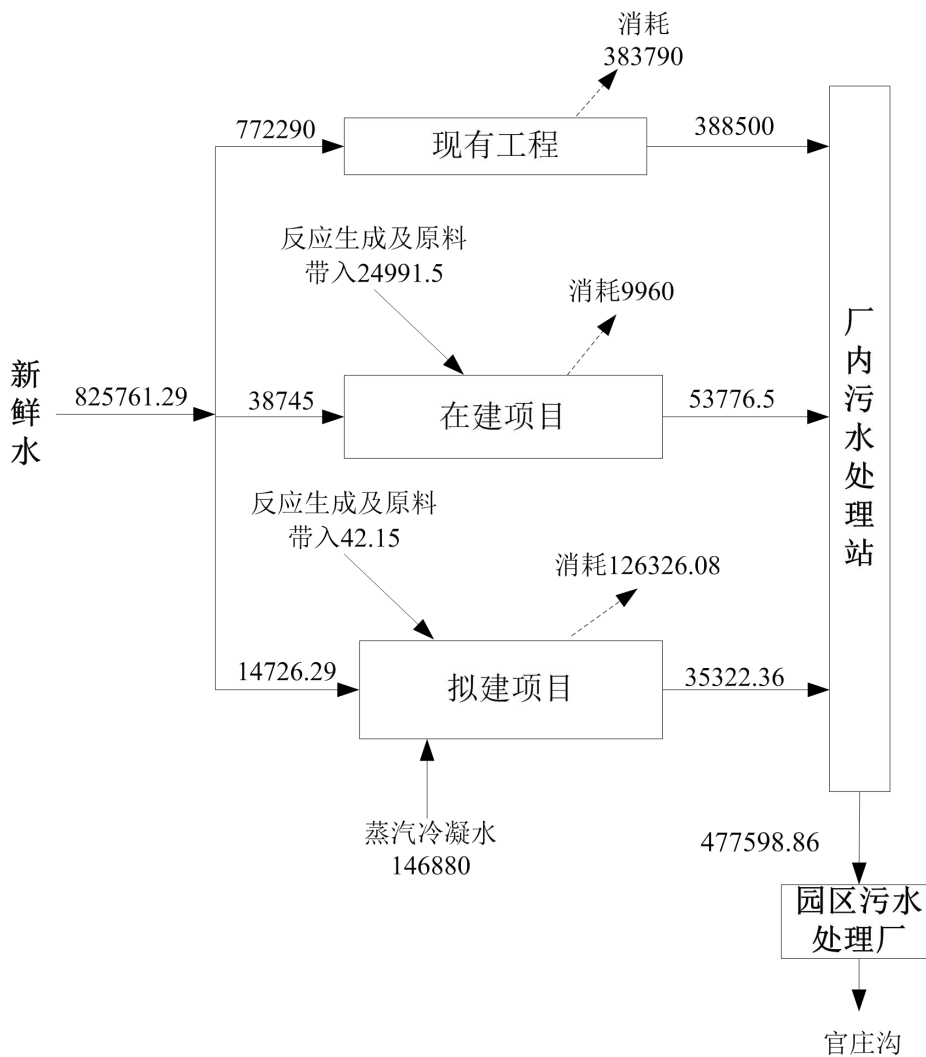 消耗
383790
772290
现有工程
388500
反应生成及原料
带入24991.5
消耗9960
新鲜水
825761.29
38745
在建项目
53776.5
厂内污水处理站
反应生成及原料
带入42.15
消耗126326.08
14726.29
拟建项目
35322.36
蒸汽冷凝水
146880
477598.86
园区污水
处理厂
官庄沟